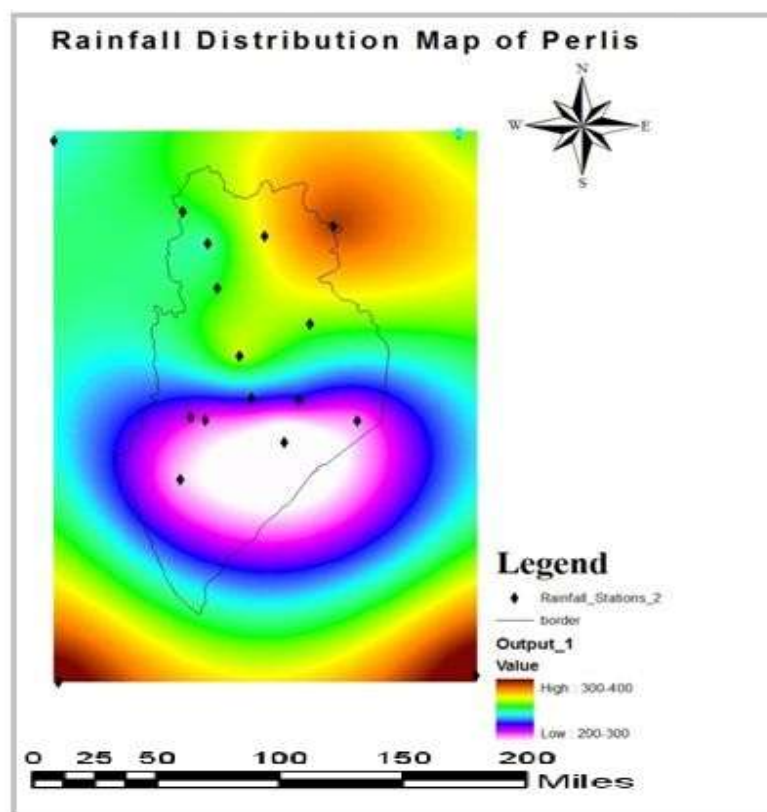 Rainfall Distribution Map of Perlis
N
W E
S
Legend
Rainfall_Stations_2
border
Output_1
Value
High : 300-400
Low : 200-300
0 25 50 100 150 200
Miles